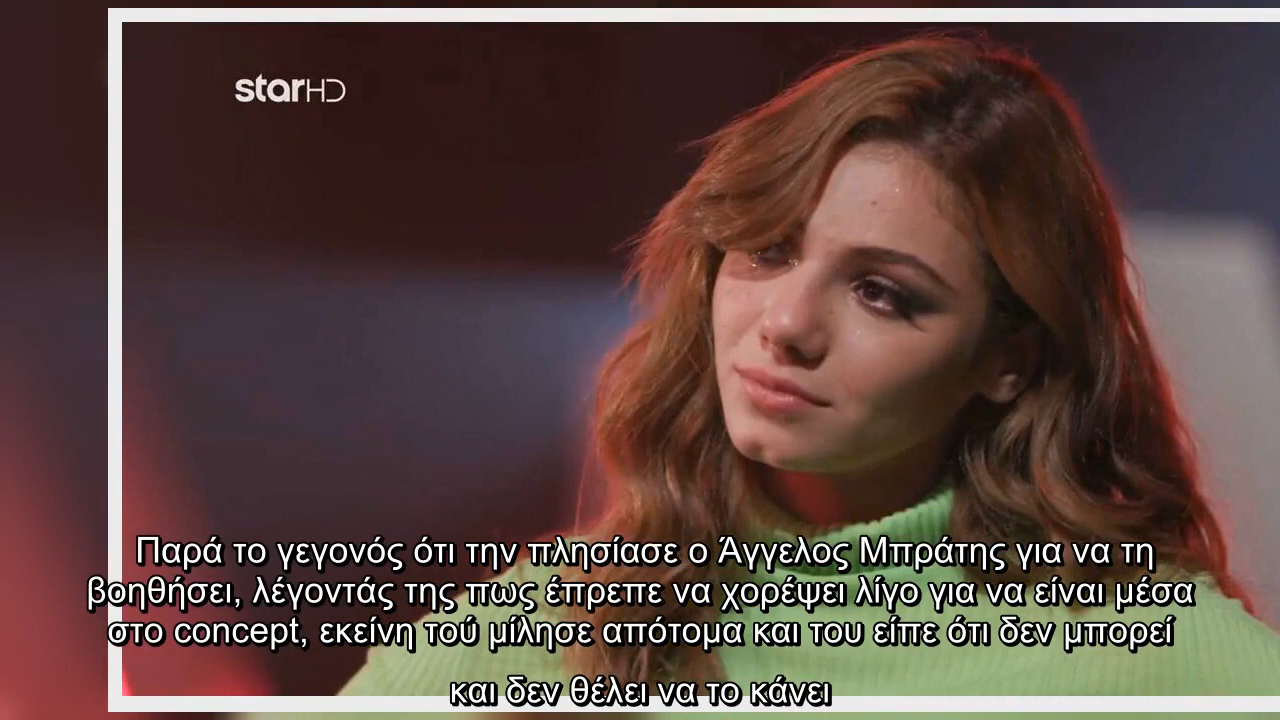 starHD
Παρά το γεγονός ότι την πλησίασε ο Άγγελος Μπράτης για να τη
βοηθήσει, λέγοντάς της πως έπρεπε να χορέψει λίγο για να είναι μέσα
στο concept, εκείνη τού μίλησε απότομα και του είπε ότι δεν μπορεί
και δεν θέλει να το κάνει